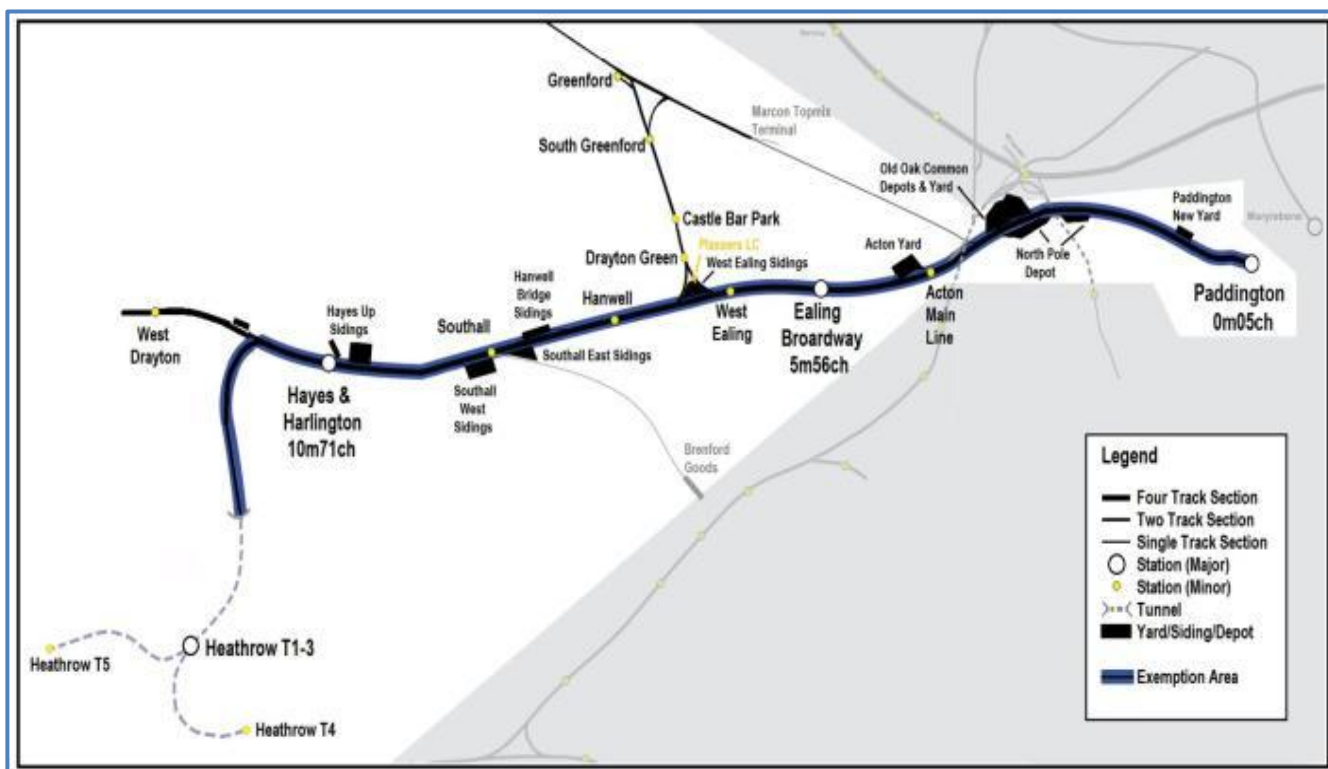 Greenford
Marcon Topmix
Terminal
South Greenford
Old Oak Common
Depots & Yard
Paddington
New Yard
Marylebone
Castle Bar Park
Plassers LC
Drayton Green
West Ealing Sidings
Acton Yard
North Pole
Depot
Hanwell
Bridge
Sidings
Hanwell
West
Drayton
Hayes Up
Sidings
Southall
West
Ealing
Ealing
Broardway
5m56ch
Acton
Main
Line
Paddington
0m05ch
Southall East Sidings
Hayes &
Harlington
10m71ch
Southall
West
Sidings
Brenford
Goods
Heathrow T1-3
Heathrow T5
Heathrow T4
Legend
Four Track Section
Two Track Section
Single Track Section
Station (Major)
Station (Minor)
Tunnel
Yard/Siding/Depot
Exemption Area